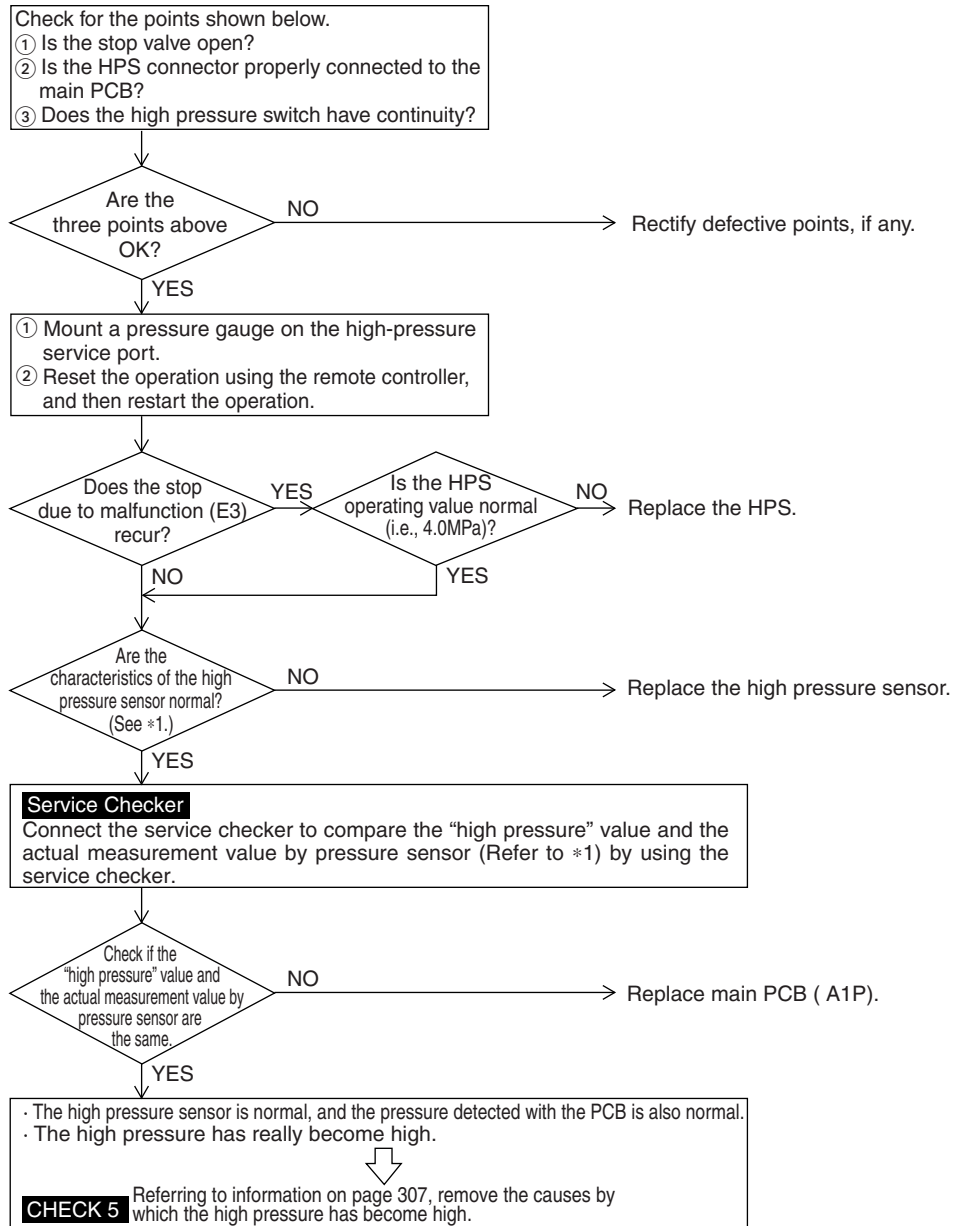 Check for the points shown below.
① Is the stop valve open?
② Is the HPS connector properly connected to the
main PCB?
③ Does the high pressure switch have continuity?
Are the
three points above
OK?
NO
Rectify defective points, if any.
YES
① Mount a pressure gauge on the high-pressure
service port.
② Reset the operation using the remote controller,
and then restart the operation.
Does the stop
due to malfunction (E3)
recur?
YES
Is the HPS
operating value normal
(i.e., 4.0MPa)?
NO
Replace the HPS.
NO
YES
Are the
characteristics of the high
pressure sensor normal?
(See *1.)
NO
Replace the high pressure sensor.
YES
Service Checker
Connect the service checker to compare the “high pressure” value and the
actual measurement value by pressure sensor (Refer to *1) by using the
service checker.
Check if the
“high pressure” value and
the actual measurement value by
pressure sensor are
the same.
NO
Replace main PCB ( A1P).
YES
· The high pressure sensor is normal, and the pressure detected with the PCB is also normal.
· The high pressure has really become high.
CHECK 5 Referring to information on page 307, remove the causes by
which the high pressure has become high.